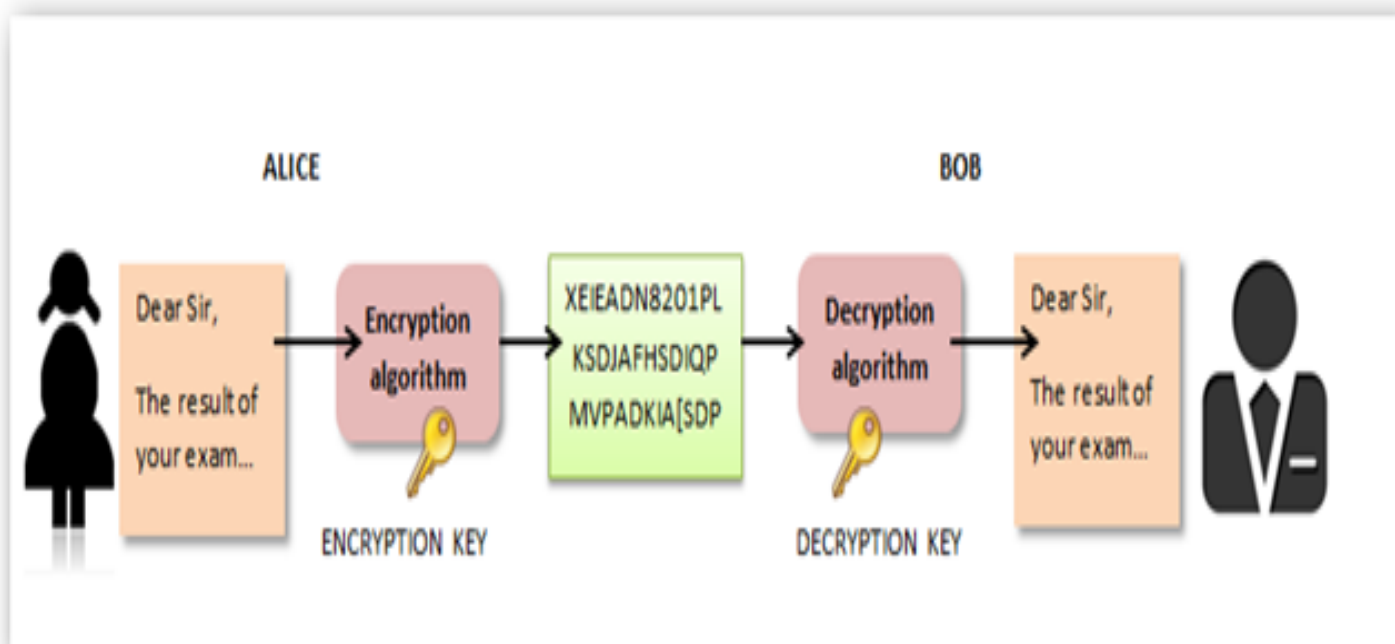 ALICE
BOB
Dear Sir,
The result of
your exam...
Encryption
algorithm
ENCRYPTION KEY
XEIEADN8201PL
KSDJAFHSDIQP
MVPADKIA[SDP
Decryption
algorithm
DECRYPTION KEY
Dear Sir,
The result of
your exam...